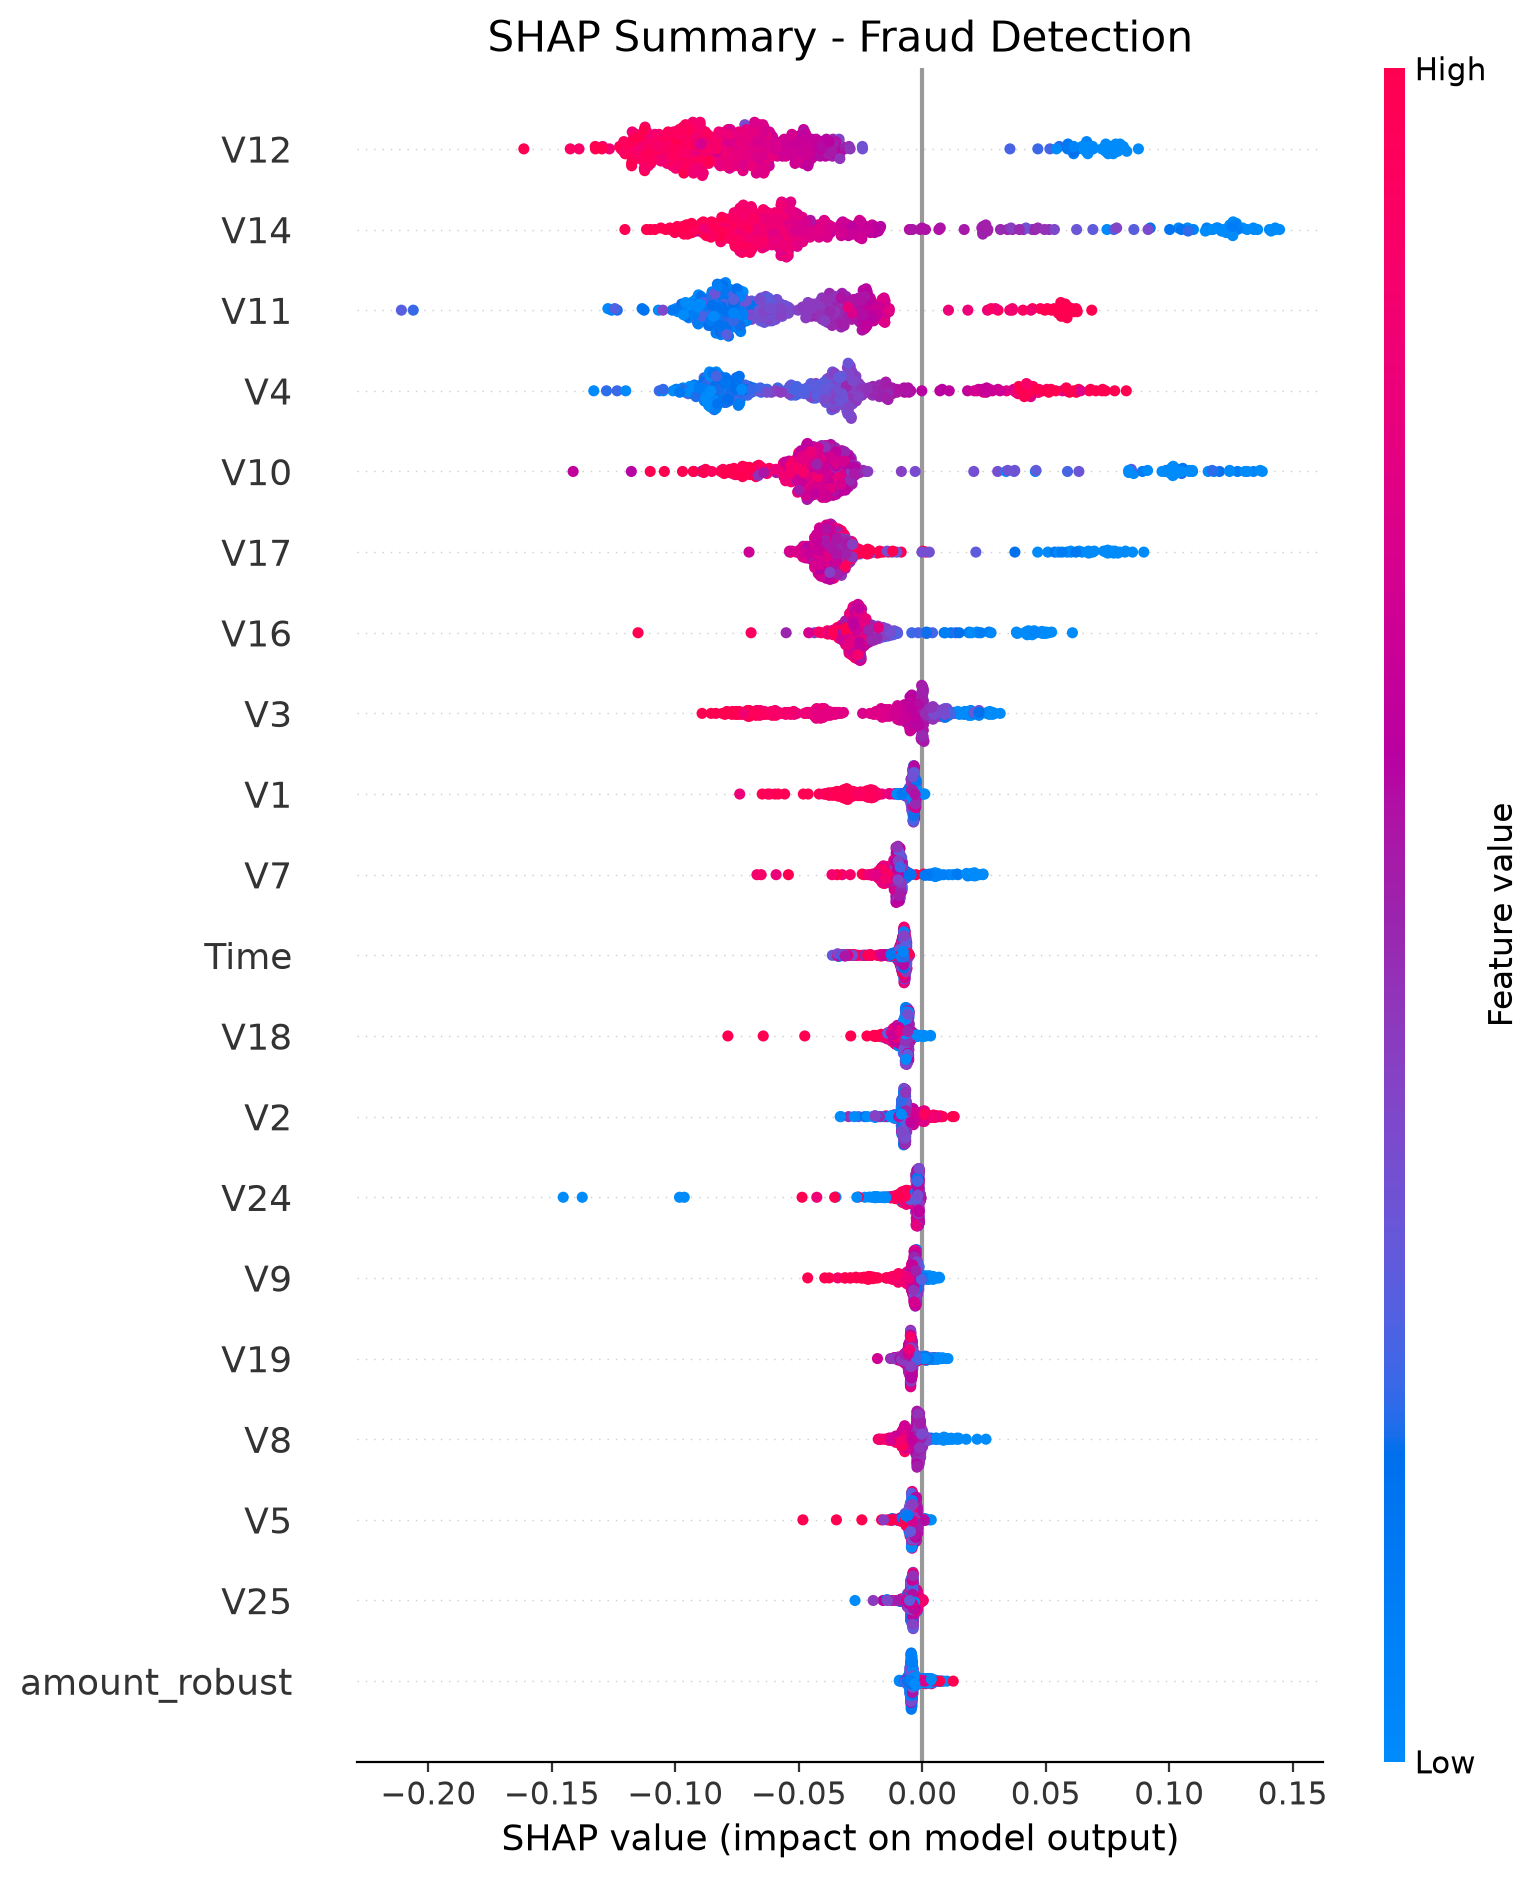 SHAP Summary - Fraud Detection
High
V12
V14
V11
V4
V10
V17
V16
V3
V1
V7
Time
V18
V2
V24
V9
V19
V8
V5
V25
amount_robust
Feature value
Low
−0.20 −0.15 −0.10 −0.05 0.00 0.05 0.10 0.15
SHAP value (impact on model output)